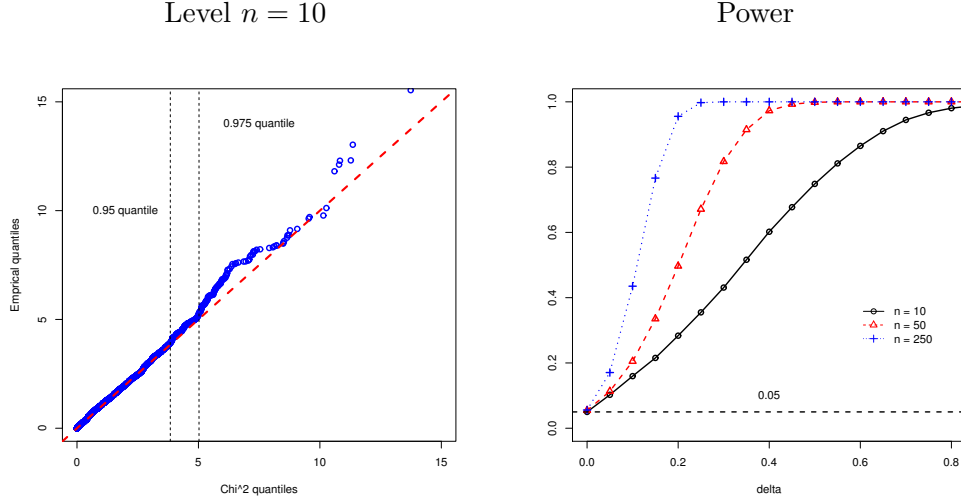 Level n = 10
0.95 quantile
0.975 quantile
15
10
5
0
0
5
10
15
Chi^2 quantiles
Emprical quantiles
Power
1.0
0.8
0.6
0.4
0.2
0.0
0.05
n = 10
n = 50
n = 250
0.0
0.2
0.4
0.6
0.8
delta